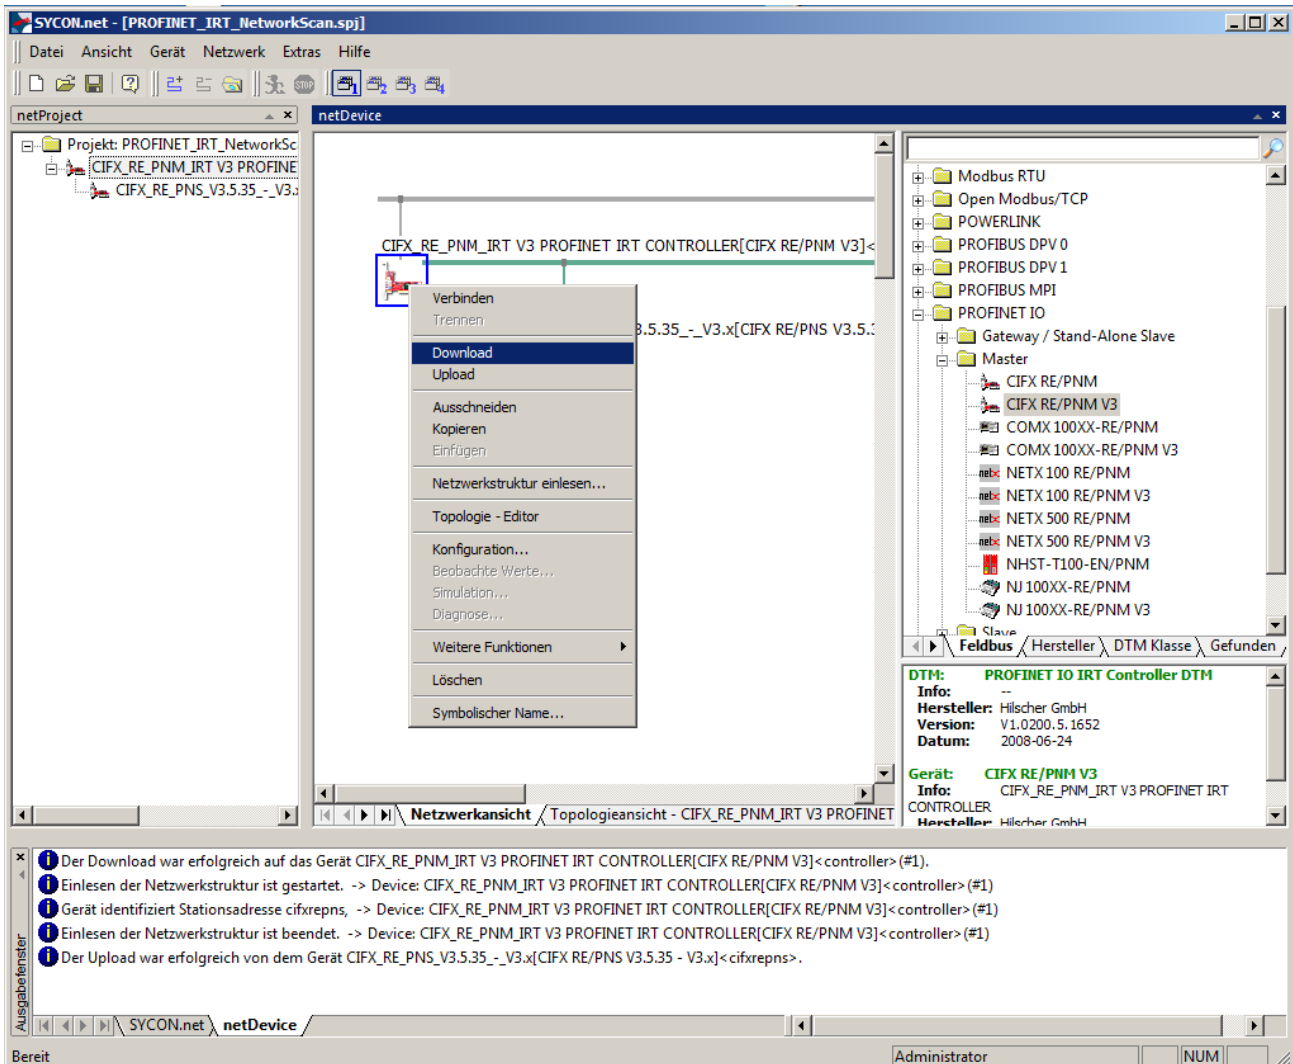 SYCON.net - [PROFINET_IRT_NetworkScan.spj]
Datei Ansicht Gerät Netzwerk Extras Hilfe
netProject
netDevice
Projekt: PROFINET_IRT_NetworkSc
CIFX_RE_PNM_IRT V3 PROFINE
CIFX_RE_PNS_V3.5.35_-_V3.
CIFX_RE_PNM_IRT V3 PROFINET IRT CONTROLLER[CIFX RE/PNM V3]<
3.5.35_-_V3.x[CIFX RE/PNS V3.5.3
Verbinden
Trennen
Download
Upload
Ausschneiden
Kopieren
Einfügen
Netzwerkstruktur einlesen...
Topologie - Editor
Konfiguration...
Beobachte Werte...
Simulation...
Diagnose...
Weitere Funktionen
Löschen
Symbolischer Name...
Netzwerkansicht Topologieansicht - CIFX_RE_PNM_IRT V3 PROFINET
Modbus RTU
Open Modbus/TCP
POWERLINK
PROFIBUS DPV0
PROFIBUS DPV1
PROFIBUS MPI
PROFINET IO
Gateway / Stand-Alone Slave
Master
CIFX RE/PNM
CIFX RE/PNM V3
COMX 100XX-RE/PNM
COMX 100XX-RE/PNM V3
netX NETX 100 RE/PNM
netX NETX 100 RE/PNM V3
netX NETX 500 RE/PNM
netX NETX 500 RE/PNM V3
NHST-T100-EN/PNM
NJ 100XX-RE/PNM
NJ 100XX-RE/PNM V3
Slave
Feldbus Hersteller DTM Klasse Gefunden
DTM: PROFINET IO IRT Controller DTM
Info: --
Hersteller: Hilscher GmbH
Version: V1.0200.5.1652
Datum: 2008-06-24
Gerät: CIFX RE/PNM V3
Info: CIFX_RE_PNM_IRT V3 PROFINET IRT
CONTROLLER
Hersteller: Hilscher GmbH
Der Download war erfolgreich auf das Gerät CIFX_RE_PNM_IRT V3 PROFINET IRT CONTROLLER[CIFX RE/PNM V3]<controller>(#1).
Einlesen der Netzwerkstruktur ist gestartet. -> Device: CIFX_RE_PNM_IRT V3 PROFINET IRT CONTROLLER[CIFX RE/PNM V3]<controller>(#1)
Gerät identifiziert Stationsadresse cifxrepns, -> Device: CIFX_RE_PNM_IRT V3 PROFINET IRT CONTROLLER[CIFX RE/PNM V3]<controller>(#1)
Einlesen der Netzwerkstruktur ist beendet. -> Device: CIFX_RE_PNM_IRT V3 PROFINET IRT CONTROLLER[CIFX RE/PNM V3]<controller>(#1)
Der Upload war erfolgreich von dem Gerät CIFX_RE_PNS_V3.5.35_-_V3.x[CIFX RE/PNS V3.5.35 - V3.x]<cifxrepns>.
Ausgabefenster
SYCON.net netDevice
Bereit
Administrator
NUM